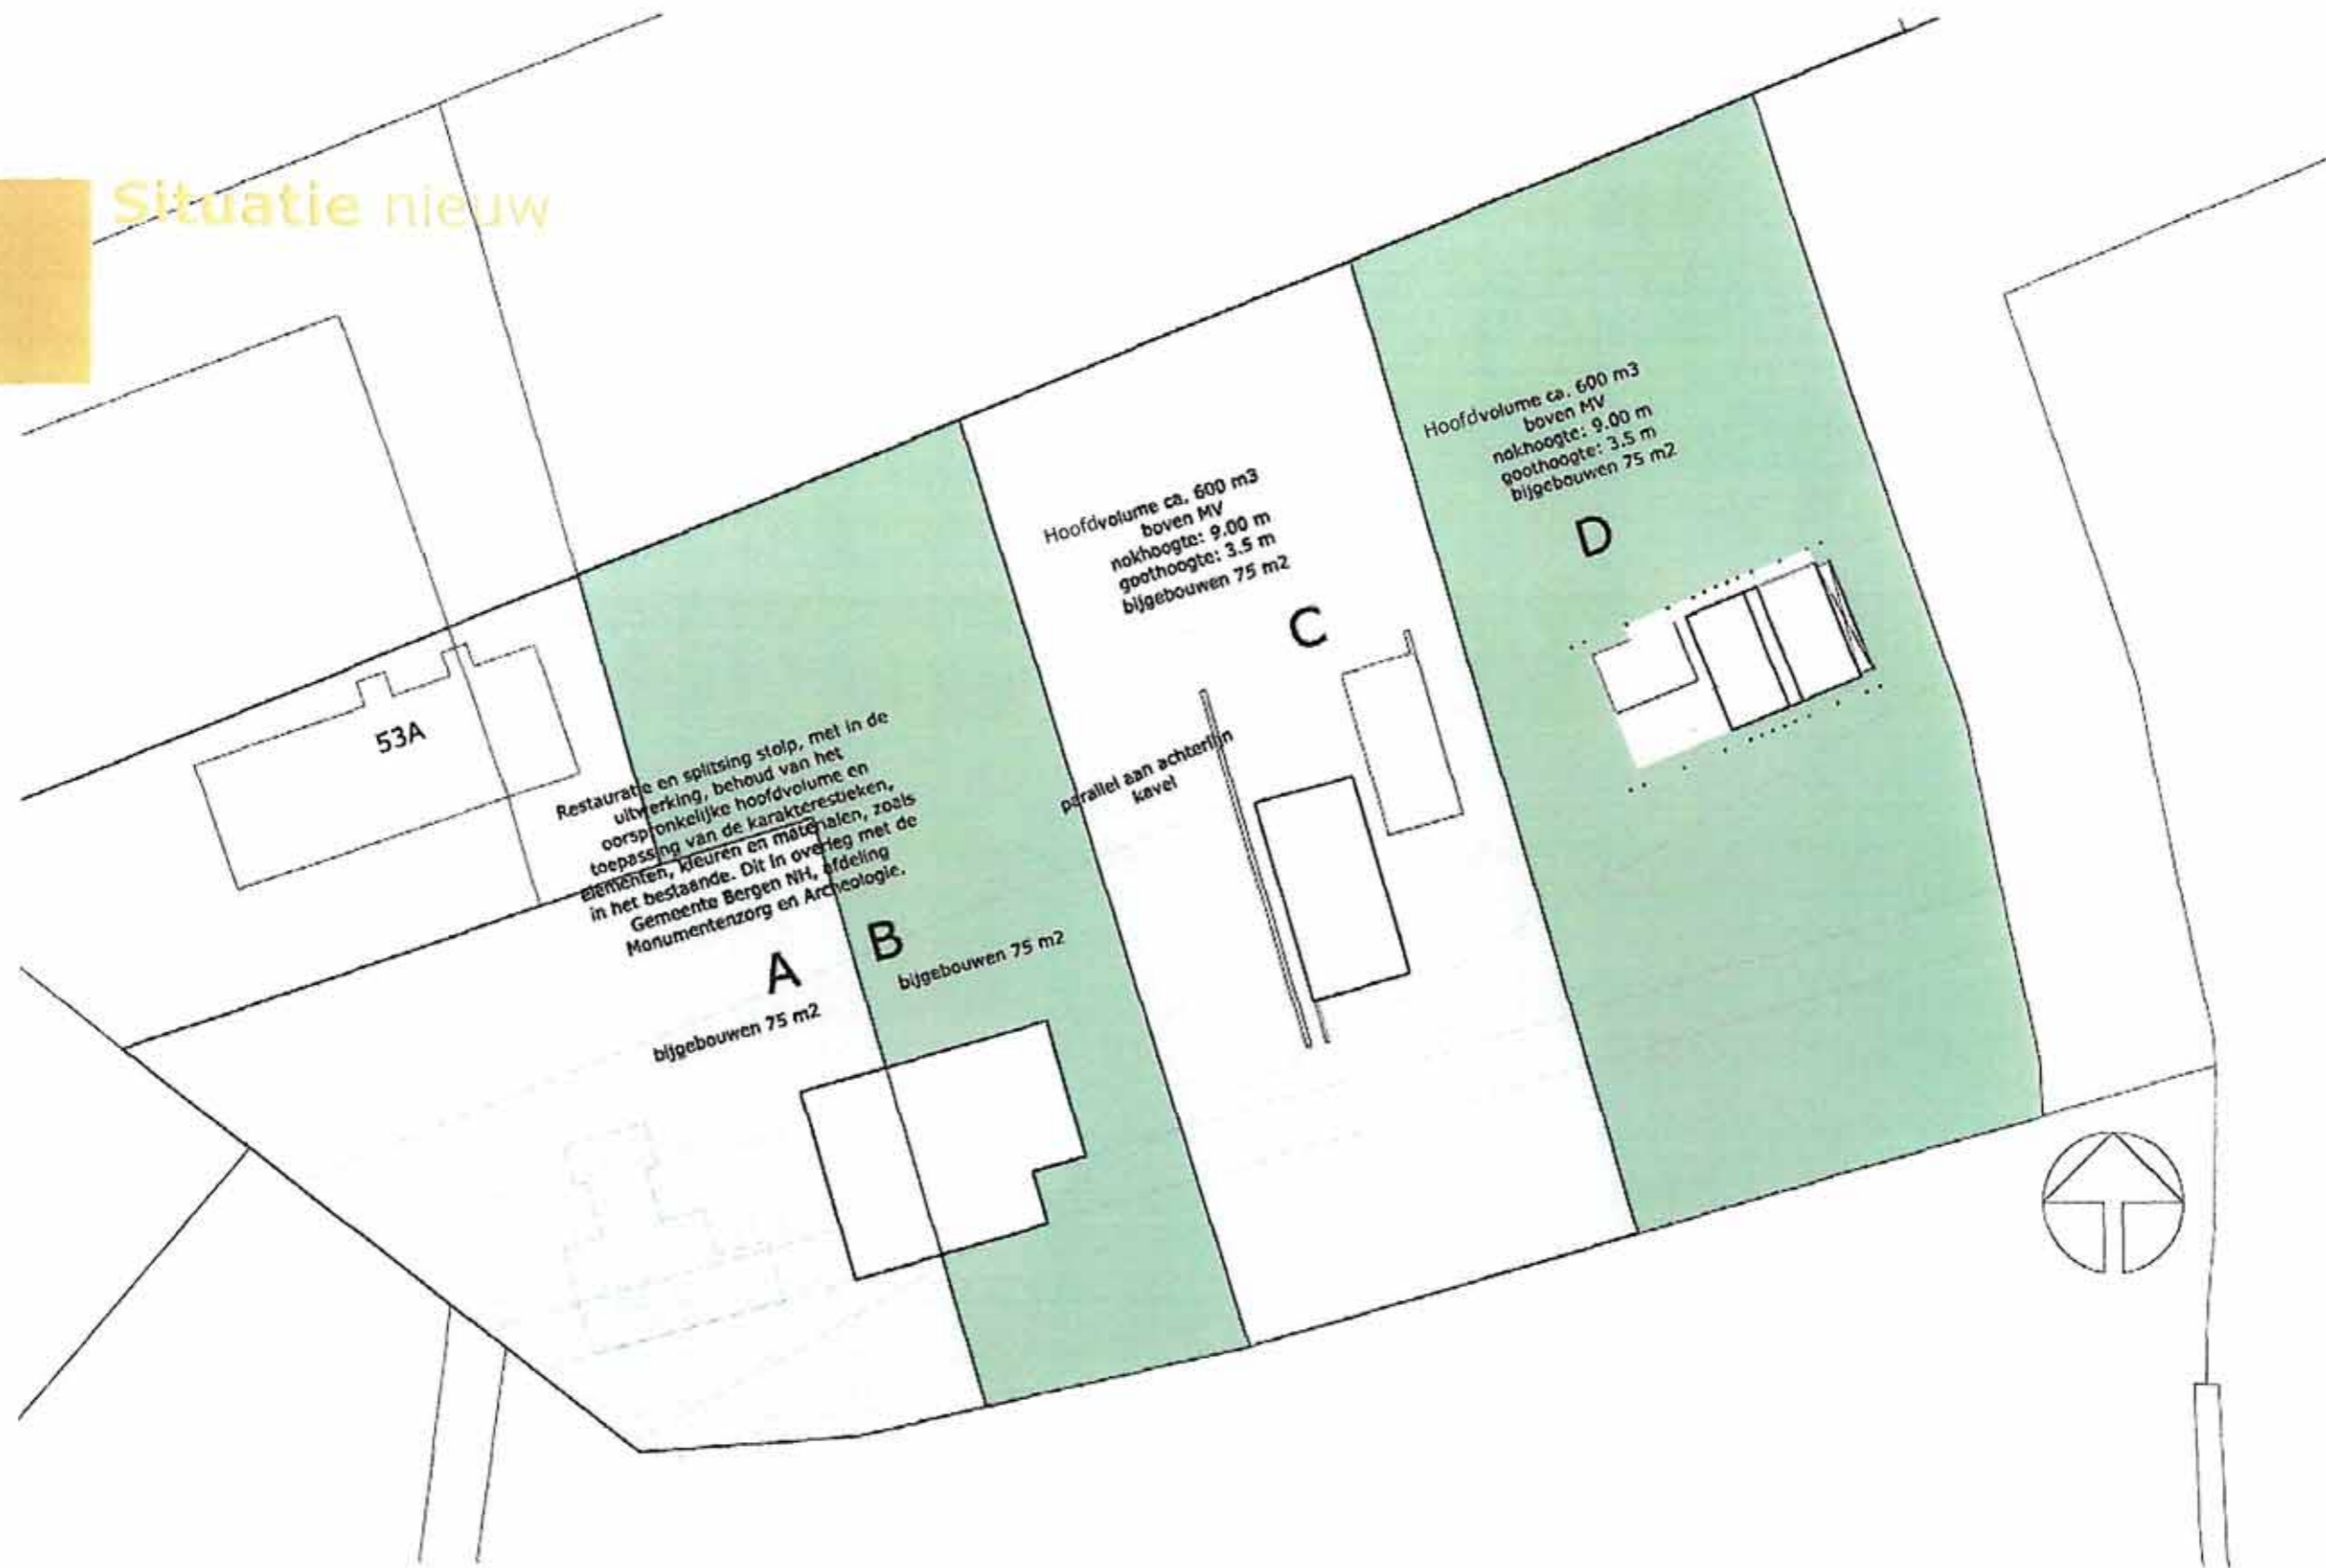 Situatie nieuw
Hoofdvolume ca. 600 m3
boven MV
nokhoogte: 9.00 m
goothoogte: 3.5 m
bijgebouwen 75 m2
D
Hoofdvolume ca. 600 m3
boven MV
nokhoogte: 9.00 m
goothoogte: 3.5 m
bijgebouwen 75 m2
C
parallel aan achterlijn
kavel
53A
Restauratie en splitsing stolp, met in de
uitwerking, behoud van het
oorspronkelijke hoofdvolume en
toepassing van de karakterestieken,
elementen, kleuren en materialen, zoals
in het bestaande. Dit in overleg met de
Gemeente Bergen NH, afdeling
Monumentenzorg en Archeologie.
A
bijgebouwen 75 m2
B
bijgebouwen 75 m2